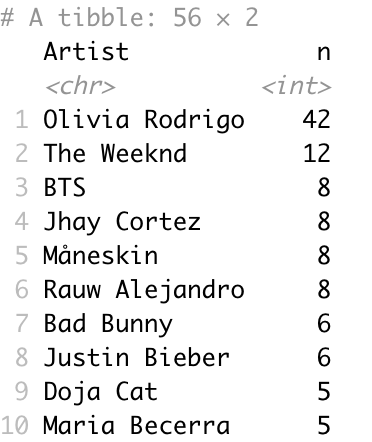 # A tibble: 56 × 2
Artist n
<chr> <int>
1 Olivia Rodrigo 42
2 The Weeknd 12
3 BTS 8
4 Jhay Cortez 8
5 Måneskin 8
6 Rauw Alejandro 8
7 Bad Bunny 6
8 Justin Bieber 6
9 Doja Cat 5
10 Maria Becerra 5